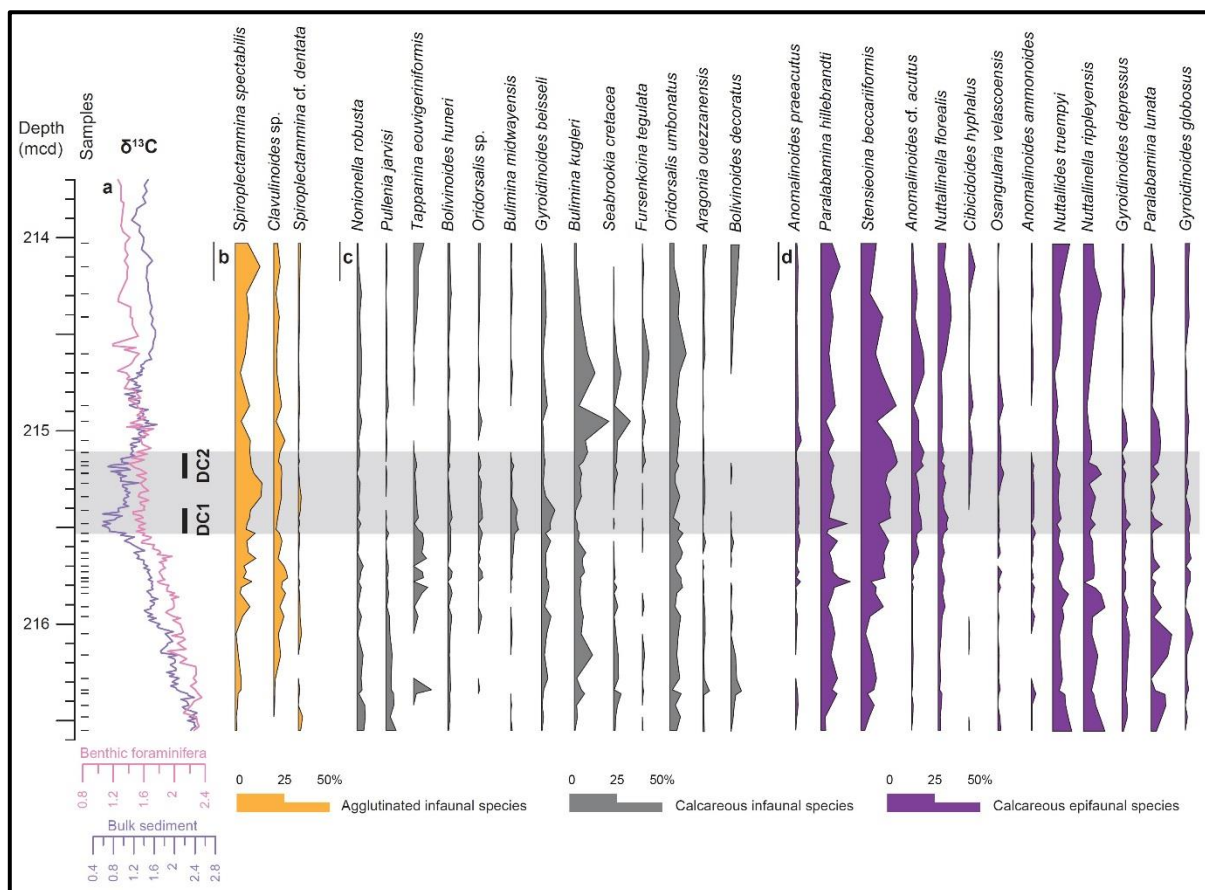 Depth
(mcd)
Samples
δ¹³C
Spiroplectammina spectabilis
Clavulinoides sp.
Spiroplectammina cf. dentata
Nonionella robusta
Pullenia jarvisi
Tappanina eouvigeriniformis
Bolivinoides huneri
Oridorsalis sp.
Bulimina midwayensis
Gyroidinoides beisseli
Bulimina kugleri
Seabrookia cretacea
Fursenkoina tegulata
Oridorsalis umbonatus
Aragonia ouezzanensis
Bolivinoides decoratus
Anomalinoides praeacutus
Paralabamina hillebrandti
Stensieoina beccariiformis
Anomalinoides cf. acutus
Nuttallinella florealis
Cibicidoides hyphalus
Osangularia velascoensis
Anomalinoides ammonoides
Nuttallides truempyi
Nuttallinella rippleyensis
Gyroidinoides depressus
Paralabamina lunata
Gyroidinoides globosus
a
b
c
d
214
215
216
DC2
DC1
Benthic foraminifera
0.8
1.2
1.6
2
2.4
Bulk sediment
0.4
0.8
1.2
1.6
2
2.4
2.8
0 25 50%
Agglutinated infaunal species
0 25 50%
Calcareous infaunal species
0 25 50%
Calcareous epifaunal species